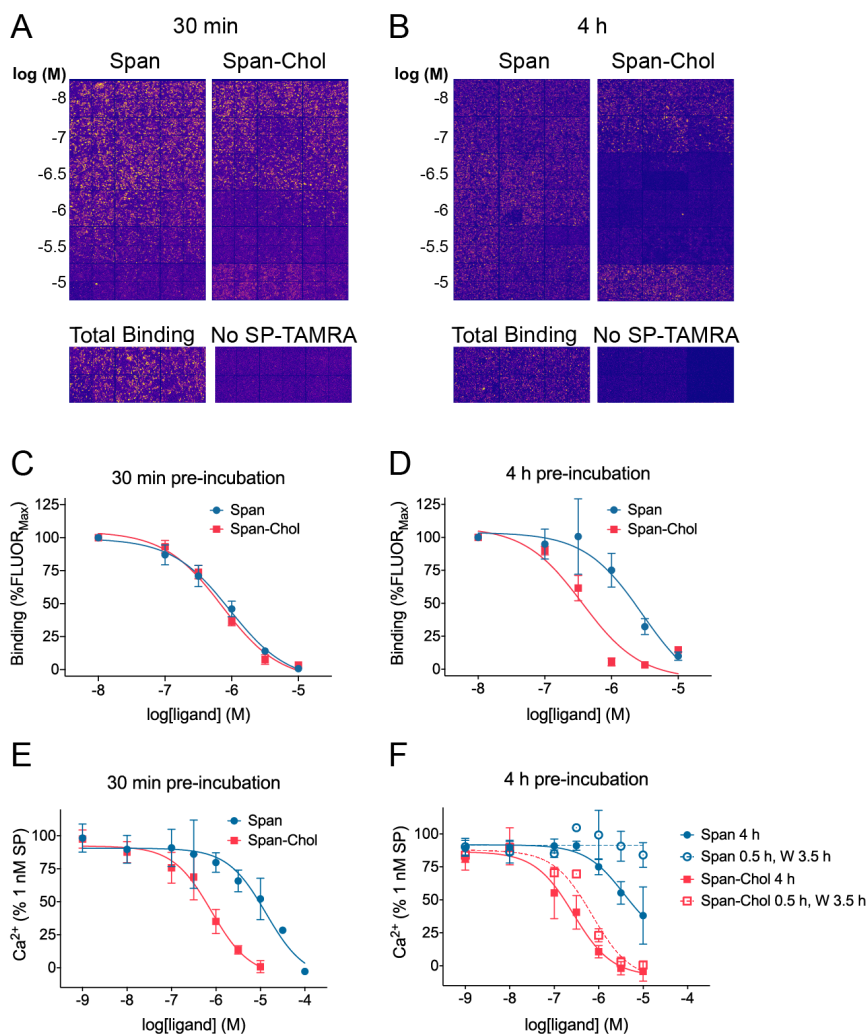 A
30 min
B
4 h
log (M)
Span
Span-Chol
Span
Span-Chol
-8
-7
-6.5
-6
-5.5
-5
-8
-7
-6.5
-6
-5.5
-5
Total Binding
No SP-TAMRA
Total Binding
No SP-TAMRA
C
30 min pre-incubation
Binding (%FLUOR_Max)
125
100
75
50
25
0
Span
Span-Chol
-8
-7
-6
-5
log[ligand] (M)
D
4 h pre-incubation
Binding (%FLUOR_Max)
125
100
75
50
25
0
Span
Span-Chol
-8
-7
-6
-5
log[ligand] (M)
E
30 min pre-incubation
Ca²⁺ (% 1 nM SP)
100
75
50
25
0
Span
Span-Chol
-9
-8
-7
-6
-5
-4
log[ligand] (M)
F
4 h pre-incubation
Ca²⁺ (% 1 nM SP)
100
75
50
25
0
Span 4 h
Span 0.5 h, W 3.5 h
Span-Chol 4 h
Span-Chol 0.5 h, W 3.5 h
-9
-8
-7
-6
-5
-4
log[ligand] (M)